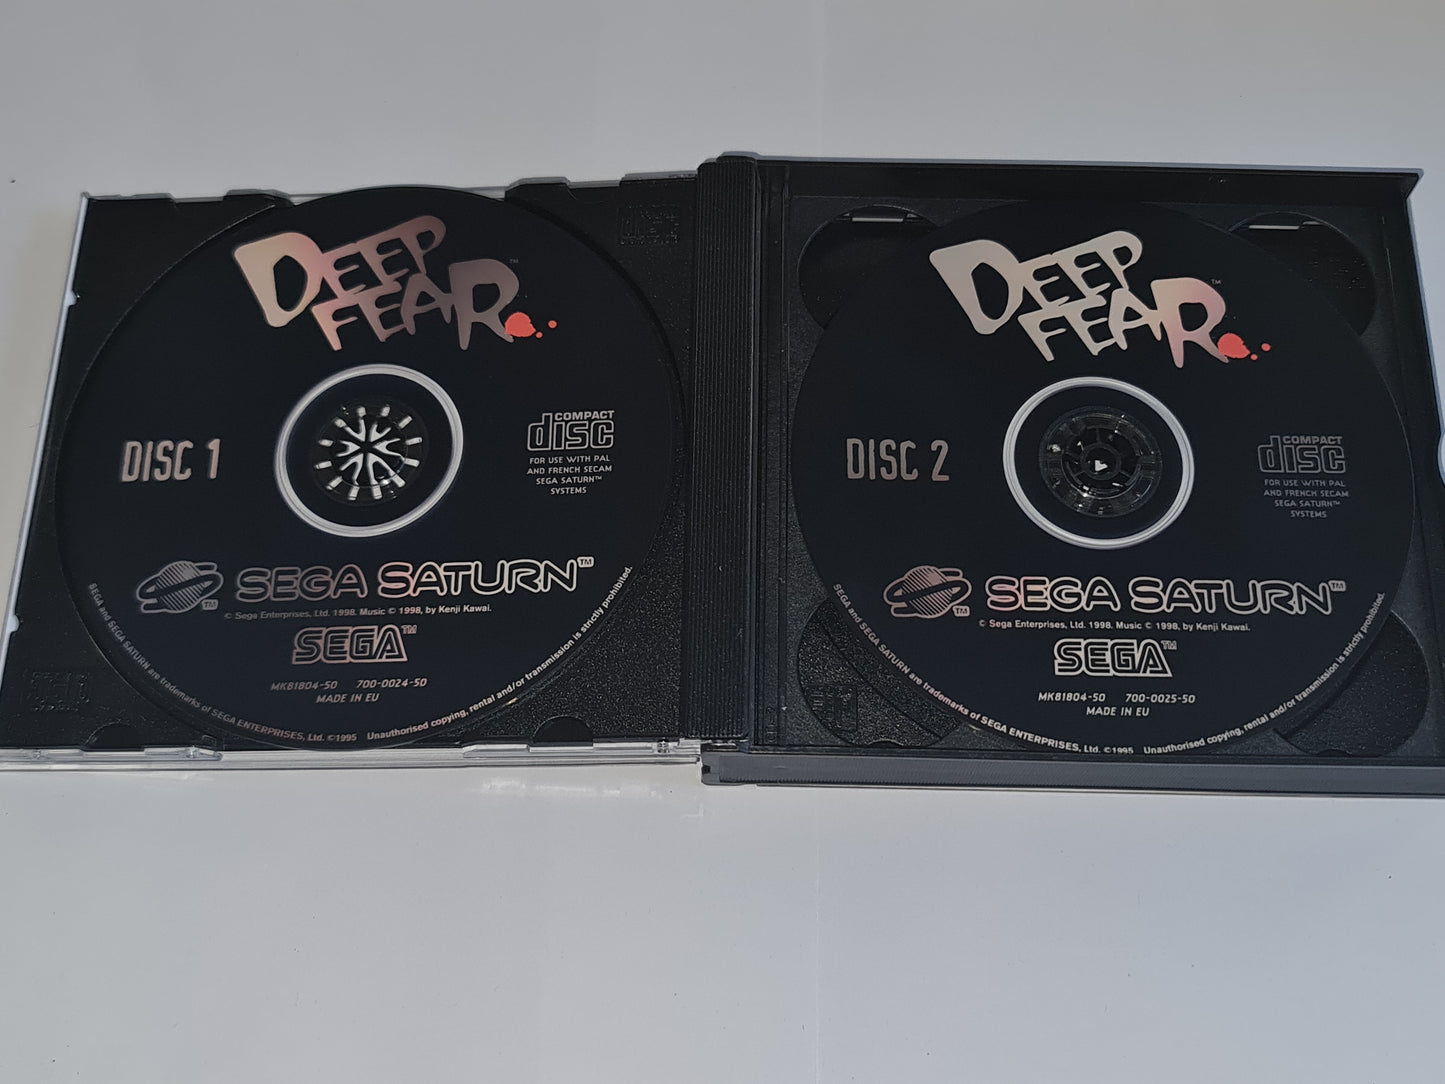 DEEP
FEAR™
DISC 1
COMPACT
disc
FOR USE WITH PAL
AND FRENCH SECAM
SEGA SATURN™
SYSTEMS
™ SEGA SATURN™
© Sega Enterprises, Ltd. 1998. Music © 1998, by Kenji Kawai.
SEGA™
MK81804-50 700-0024-50
MADE IN EU
SEGA and SEGA SATURN are trademarks of SEGA ENTERPRISES, Ltd. ©1995 Unauthorised copying, rental and/or transmission is strictly prohibited.
DEEP
FEAR™
DISC 2
COMPACT
disc
FOR USE WITH PAL
AND FRENCH SECAM
SEGA SATURN™
SYSTEMS
™ SEGA SATURN™
© Sega Enterprises, Ltd. 1998. Music © 1998, by Kenji Kawai.
SEGA™
MK81804-50 700-0025-50
MADE IN EU
SEGA and SEGA SATURN are trademarks of SEGA ENTERPRISES, Ltd. ©1995 Unauthorised copying, rental and/or transmission is strictly prohibited.